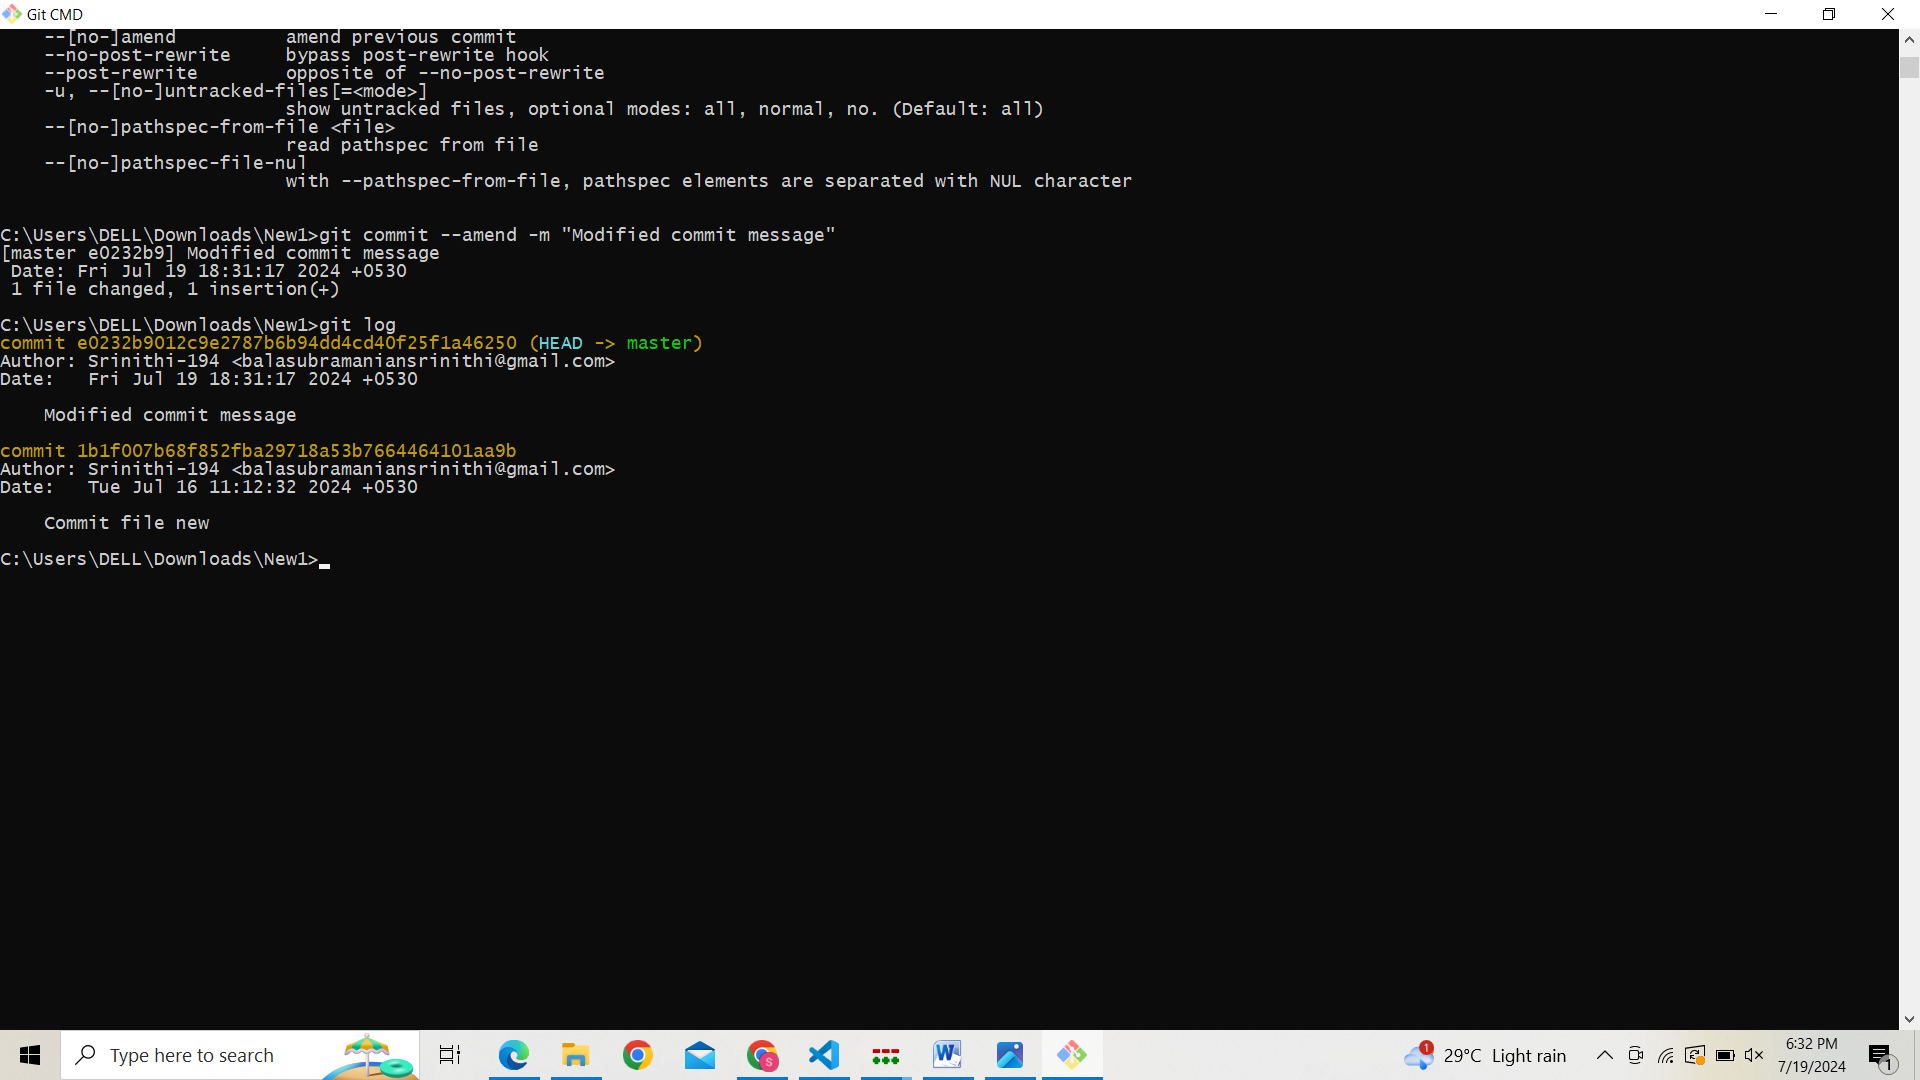 Git CMD
--[no-]amend          amend previous commit
--no-post-rewrite     bypass post-rewrite hook
--post-rewrite        opposite of --no-post-rewrite
-u, --[no-]untracked-files[=<mode>]
show untracked files, optional modes: all, normal, no. (Default: all)
--[no-]pathspec-from-file <file>
read pathspec from file
--[no-]pathspec-file-nul
with --pathspec-from-file, pathspec elements are separated with NUL character
C:\Users\DELL\Downloads\New1>git commit --amend -m "Modified commit message"
[master e0232b9] Modified commit message
Date: Fri Jul 19 18:31:17 2024 +0530
1 file changed, 1 insertion(+)
C:\Users\DELL\Downloads\New1>git log
commit e0232b9012c9e2787b6b94dd4cd40f25f1a46250 (HEAD -> master)
Author: Srinithi-194 <balasubramaniansrinithi@gmail.com>
Date:   Fri Jul 19 18:31:17 2024 +0530
Modified commit message
commit 1b1f007b68f852fba29718a53b7664464101aa9b
Author: Srinithi-194 <balasubramaniansrinithi@gmail.com>
Date:   Tue Jul 16 11:12:32 2024 +0530
Commit file new
C:\Users\DELL\Downloads\New1>
Type here to search
S
W
1
29°C Light rain
6:32 PM
7/19/2024
1